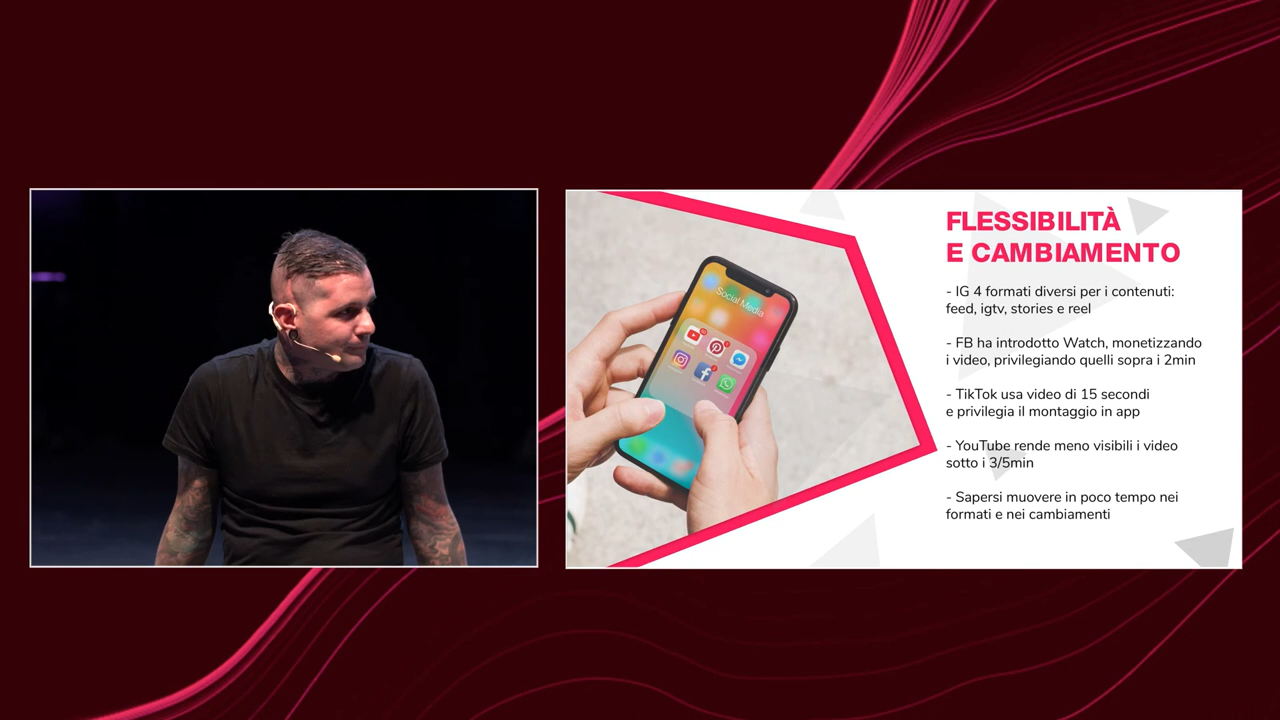 FLESSIBILITÀ
E CAMBIAMENTO
- IG 4 formati diversi per i contenuti:
feed, igtv, stories e reel
- FB ha introdotto Watch, monetizzando
i video, privilegiando quelli sopra i 2min
- TikTok usa video di 15 secondi
e privilegia il montaggio in app
- YouTube rende meno visibili i video
sotto i 3/5min
- Sapersi muovere in poco tempo nei
formati e nei cambiamenti
Social Media